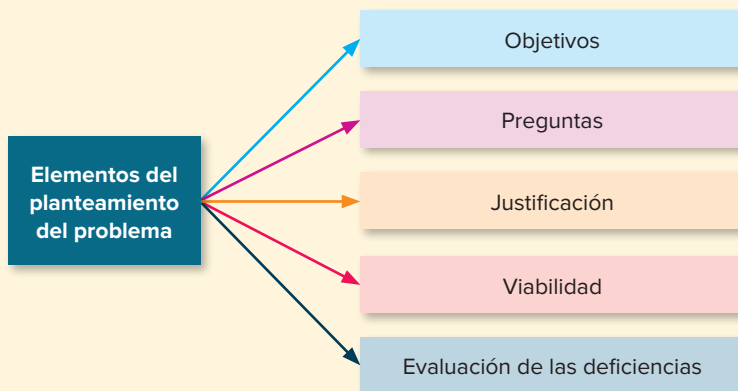 Elementos del
planteamiento
del problema
Objetivos
Preguntas
Justificación
Viabilidad
Evaluación de las deficiencias